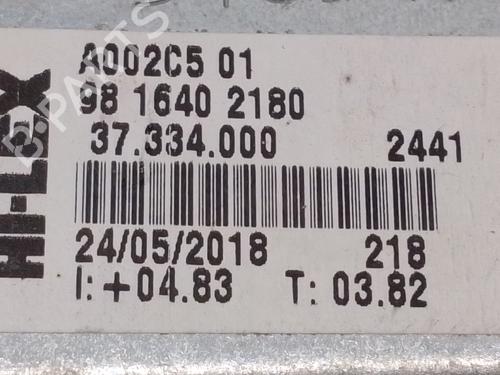 HI-LEX
A002C5 01
98 1640 2180
37.334.000 2441
24/05/2018 218
I: +04.83 T: 03.82
B-PARTS